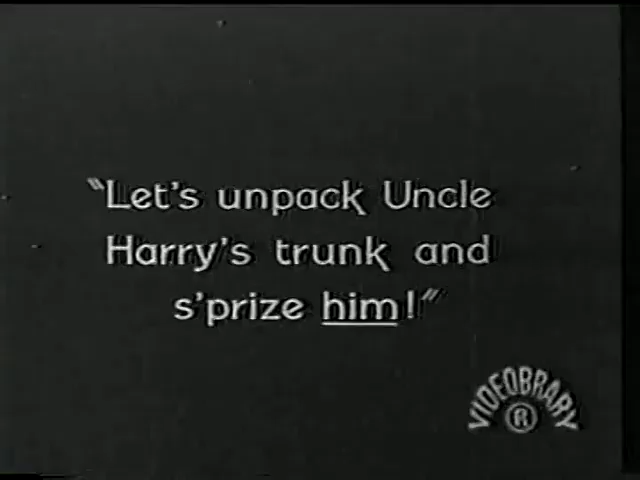 "Let's unpack Uncle
Harry's trunk and
s'prize him!"
VIDEOBRARY
®